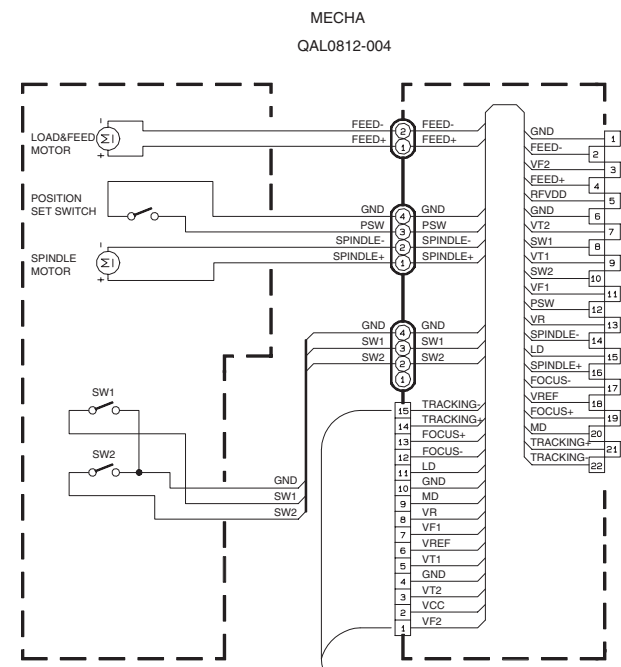 MECHA
QAL0812-004
LOAD&FEED
MOTOR
-
+
M
FEED-
FEED+
2
1
FEED-
FEED+
POSITION
SET SWITCH
SPINDLE
MOTOR
-
+
M
GND
PSW
SPINDLE-
SPINDLE+
4
3
2
1
GND
PSW
SPINDLE-
SPINDLE+
GND
SW1
SW2
4
3
2
1
GND
SW1
SW2
SW1
SW2
GND
SW1
SW2
15 TRACKING-
14 TRACKING+
13 FOCUS+
12 FOCUS-
11 LD
10 GND
9 MD
8 VR
7 VF1
6 VREF
5 VT1
4 GND
3 VT2
2 VCC
1 VF2
GND 1
FEED- 2
VF2 3
FEED+ 4
RFVDD 5
GND 6
VT2 7
SW1 8
VT1 9
SW2 10
VF1 11
PSW 12
VR 13
SPINDLE- 14
LD 15
SPINDLE+ 16
FOCUS- 17
VREF 18
FOCUS+ 19
MD 20
TRACKING+ 21
TRACKING- 22